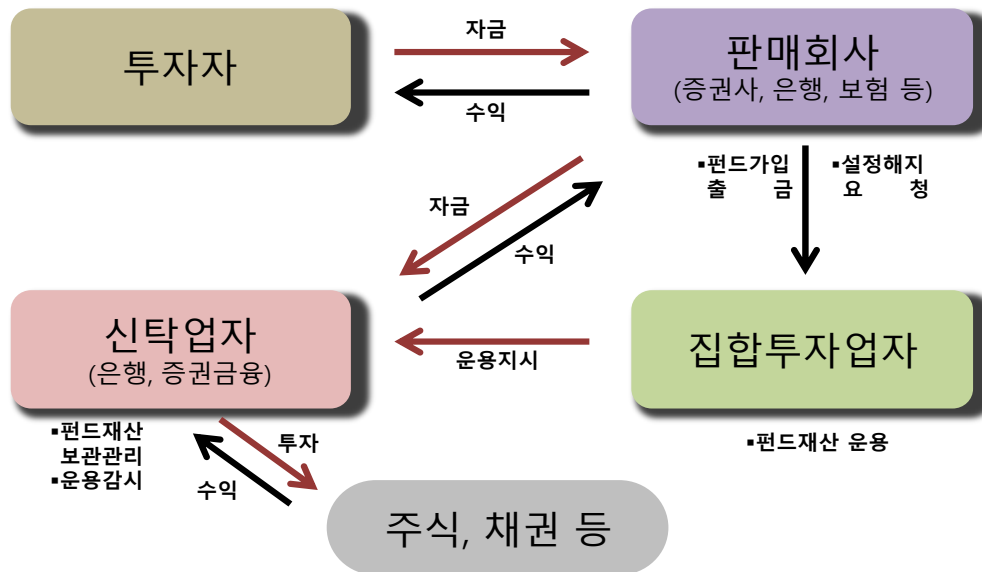 투자자
자금
수익
판매회사
(증권사, 은행, 보험 등)
▪펀드가입
출 금
▪설정해지
요 청
자금
수익
신탁업자
(은행, 증권금융)
운용지시
집합투자업자
▪펀드재산
보관관리
▪운용감시
투자
수익
▪펀드재산 운용
주식, 채권 등